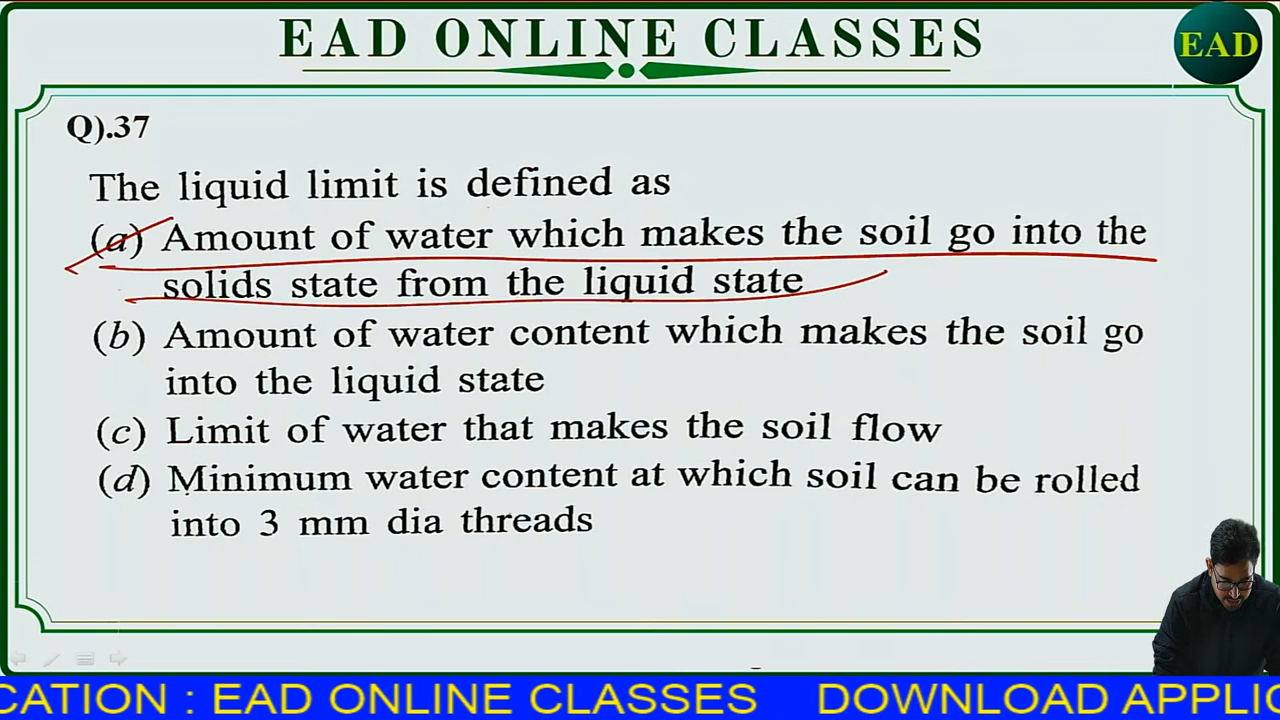 EAD ONLINE CLASSES
EAD
Q).37
The liquid limit is defined as
(a) Amount of water which makes the soil go into the
solids state from the liquid state
(b) Amount of water content which makes the soil go
into the liquid state
(c) Limit of water that makes the soil flow
(d) Minimum water content at which soil can be rolled
into 3 mm dia threads
CATION : EAD ONLINE CLASSES DOWNLOAD APPLIC